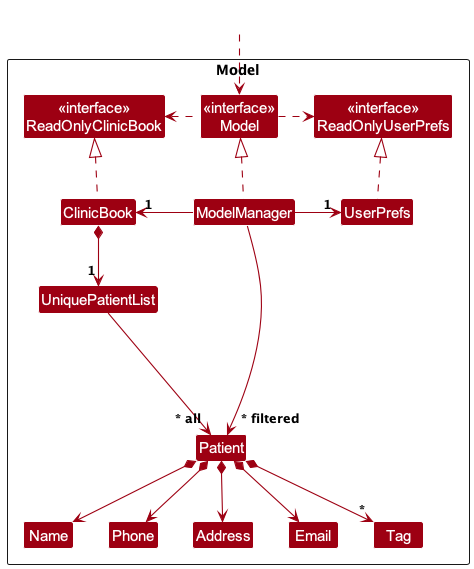 Model
«interface»
ReadOnlyClinicBook
«interface»
Model
«interface»
ReadOnlyUserPrefs
ClinicBook
1
ModelManager
1
UserPrefs
1
UniquePatientList
* all
* filtered
Patient
*
Name
Phone
Address
Email
Tag